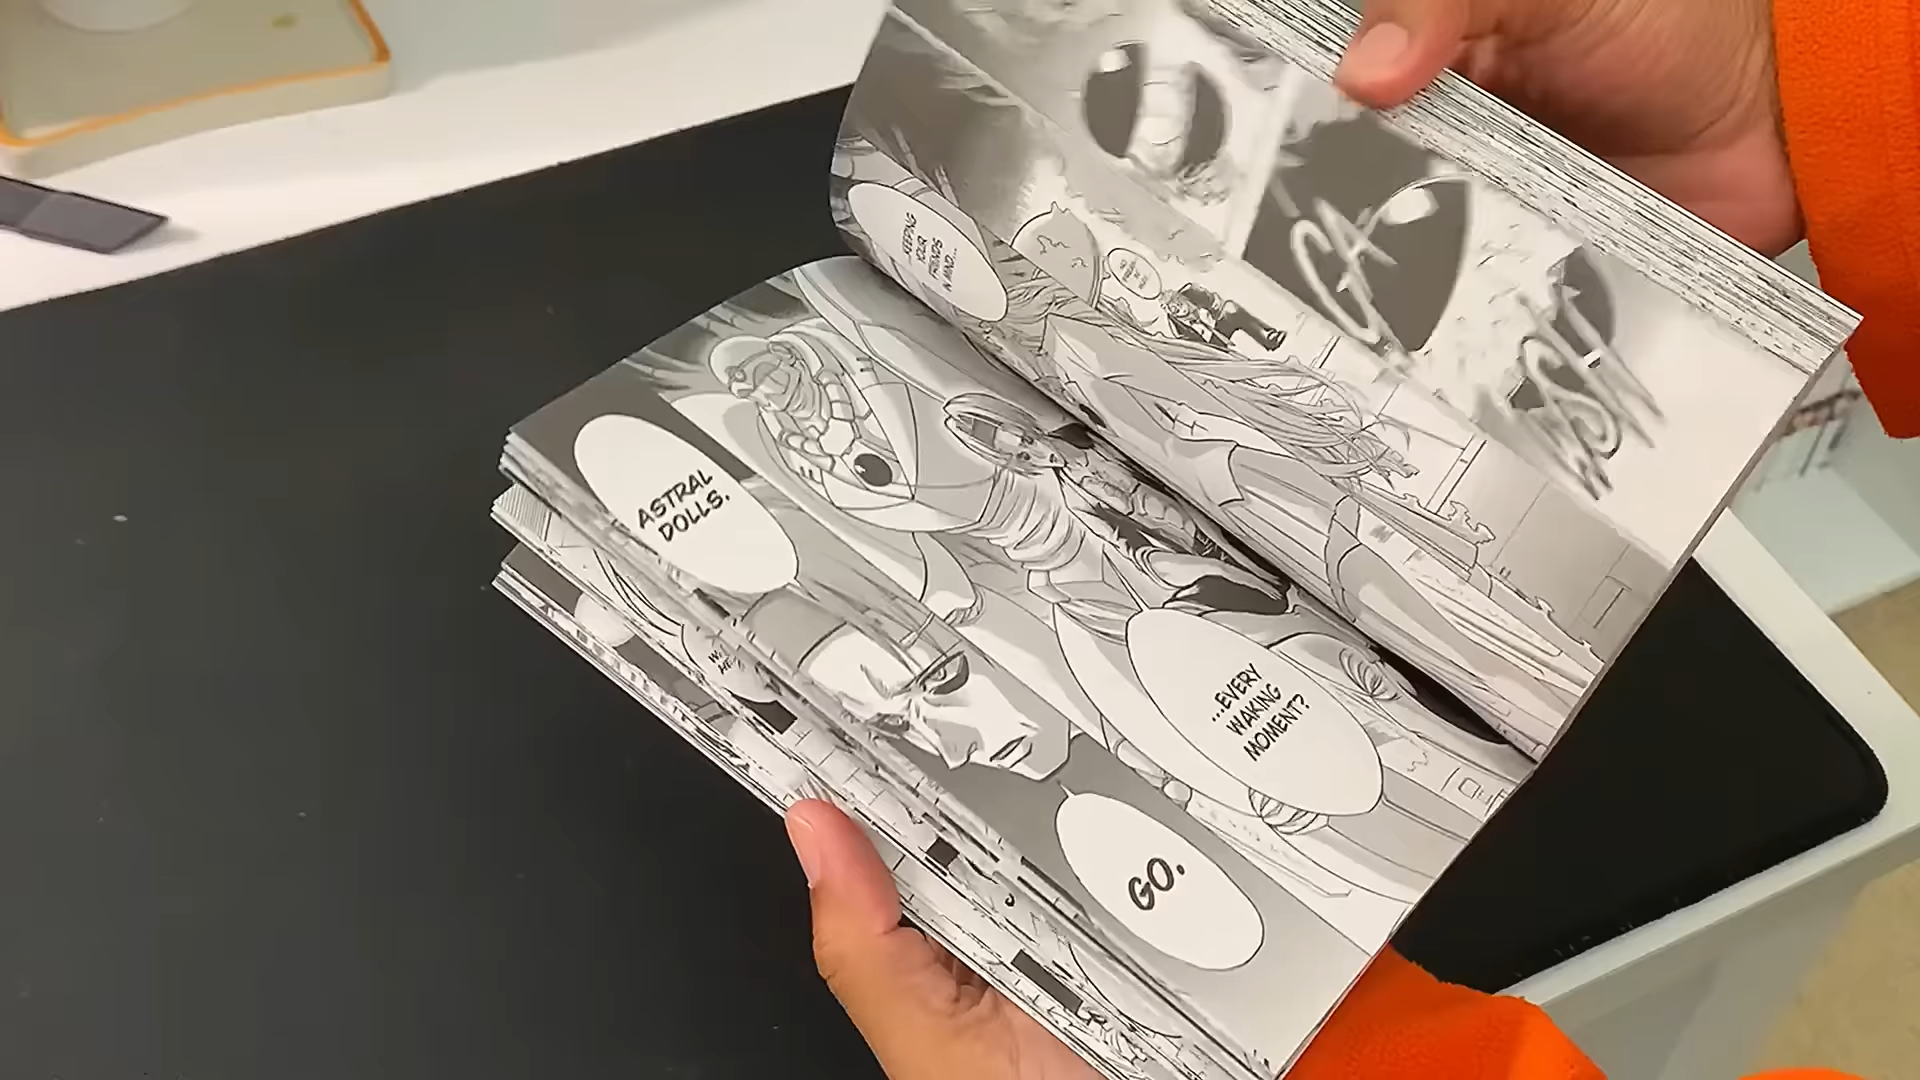 KEEPING
YOUR
FRIENDS
IN MIND...
...EVERY
WAKING
MOMENT?
ASTRAL
DOLLS.
GO.